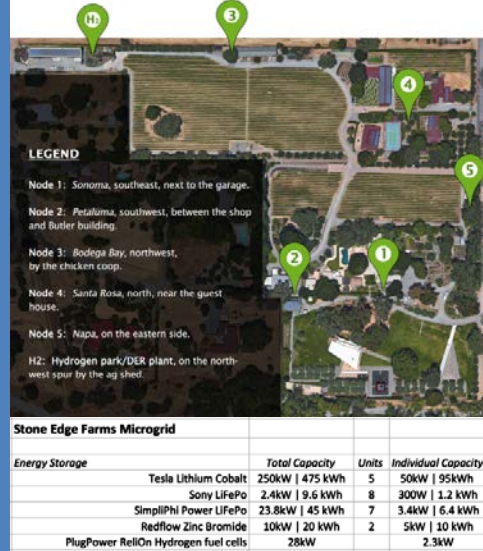 H2
3
4
5
LEGEND
Node 1: Sonoma, southeast, next to the garage.
Node 2: Petaluma, southwest, between the shop
and Butler building.
Node 3: Bodega Bay, northwest,
by the chicken coop.
Node 4: Santa Rosa, north, near the guest
house.
Node 5: Napa, on the eastern side.
H2: Hydrogen park/DER plant, on the north-
west spur by the ag shed.
2
1
Stone Edge Farms Microgrid
Energy Storage Total Capacity Units Individual Capacity
Tesla Lithium Cobalt 250kW | 475 kWh 5 50kW | 95kWh
Sony LiFePo 2.4kW | 9.6 kWh 8 300W | 1.2 kWh
SimpliPhi Power LiFePo 23.8kW | 45 kWh 7 3.4kW | 6.4 kWh
Redflow Zinc Bromide 10kW | 20 kWh 2 5kW | 10 kWh
PlugPower ReliOn Hydrogen fuel cells 28kW 2.3kW